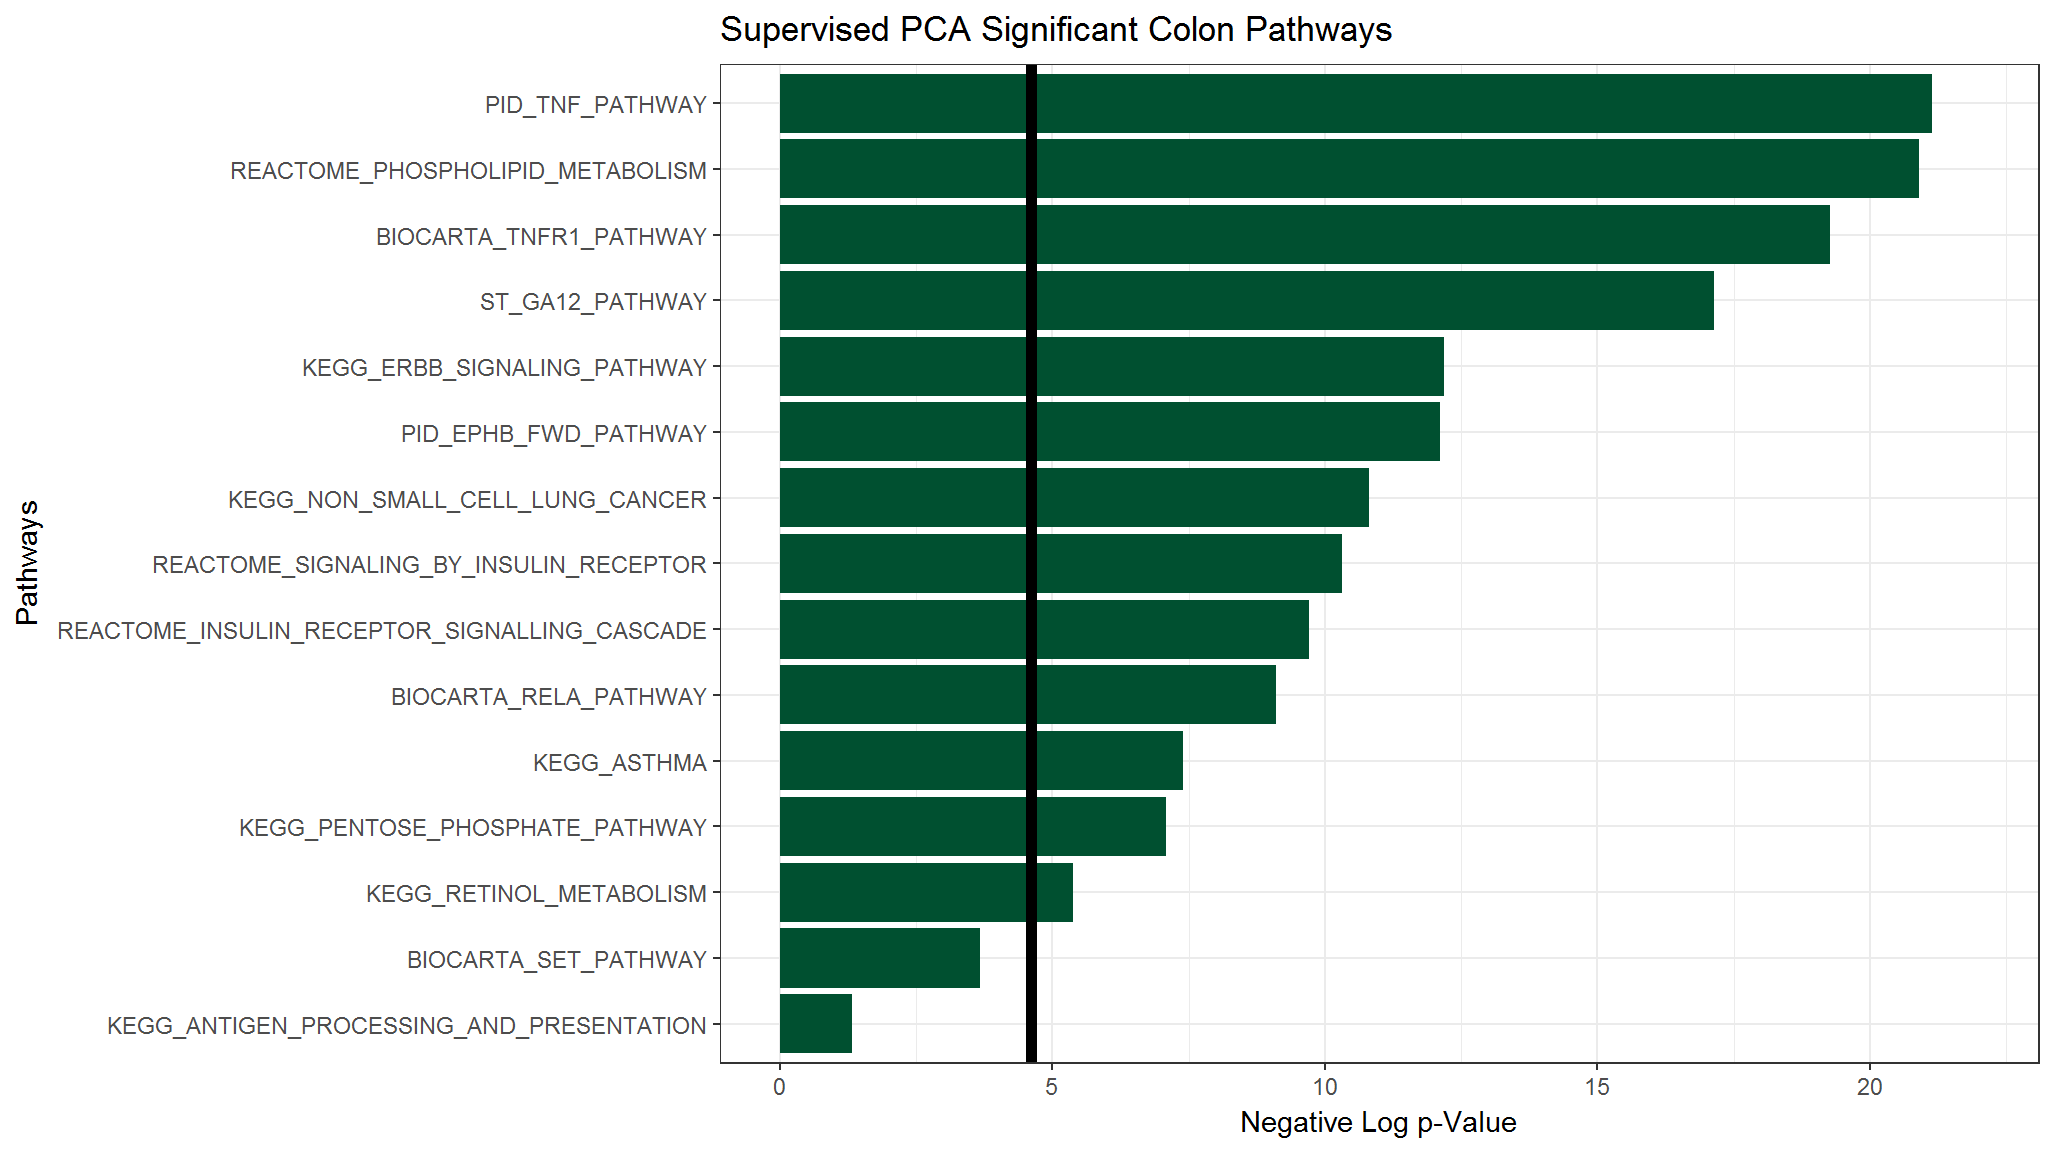 Supervised PCA Significant Colon Pathways
PID_TNF_PATHWAY
REACTOME_PHOSPHOLIPID_METABOLISM
BIOCARTA_TNFR1_PATHWAY
ST_GA12_PATHWAY
KEGG_ERBB_SIGNALING_PATHWAY
PID_EPHB_FWD_PATHWAY
KEGG_NON_SMALL_CELL_LUNG_CANCER
REACTOME_SIGNALING_BY_INSULIN_RECEPTOR
REACTOME_INSULIN_RECEPTOR_SIGNALLING_CASCADE
BIOCARTA_RELA_PATHWAY
KEGG_ASTHMA
KEGG_PENTOSE_PHOSPHATE_PATHWAY
KEGG_RETINOL_METABOLISM
BIOCARTA_SET_PATHWAY
KEGG_ANTIGEN_PROCESSING_AND_PRESENTATION
Pathways
0 5 10 15 20
Negative Log p-Value